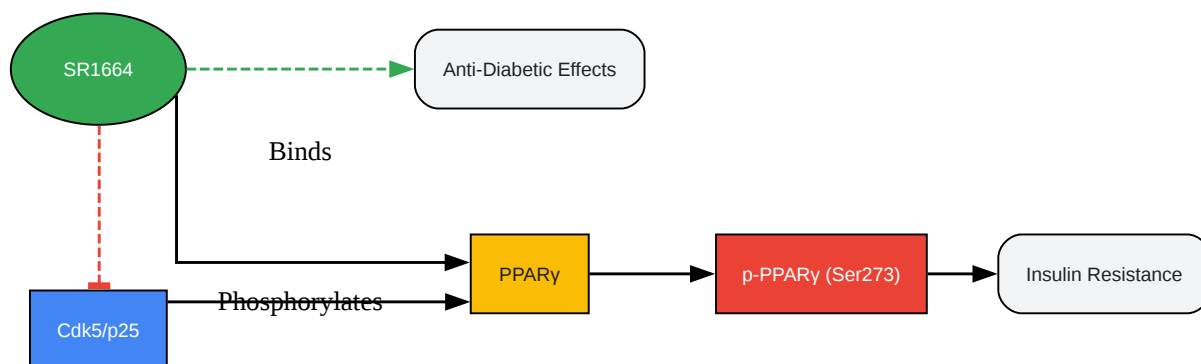 SR1664
Anti-Diabetic Effects
Binds
PPARγ
p-PPARγ (Ser273)
Insulin Resistance
Phosphorylates
Cdk5/p25